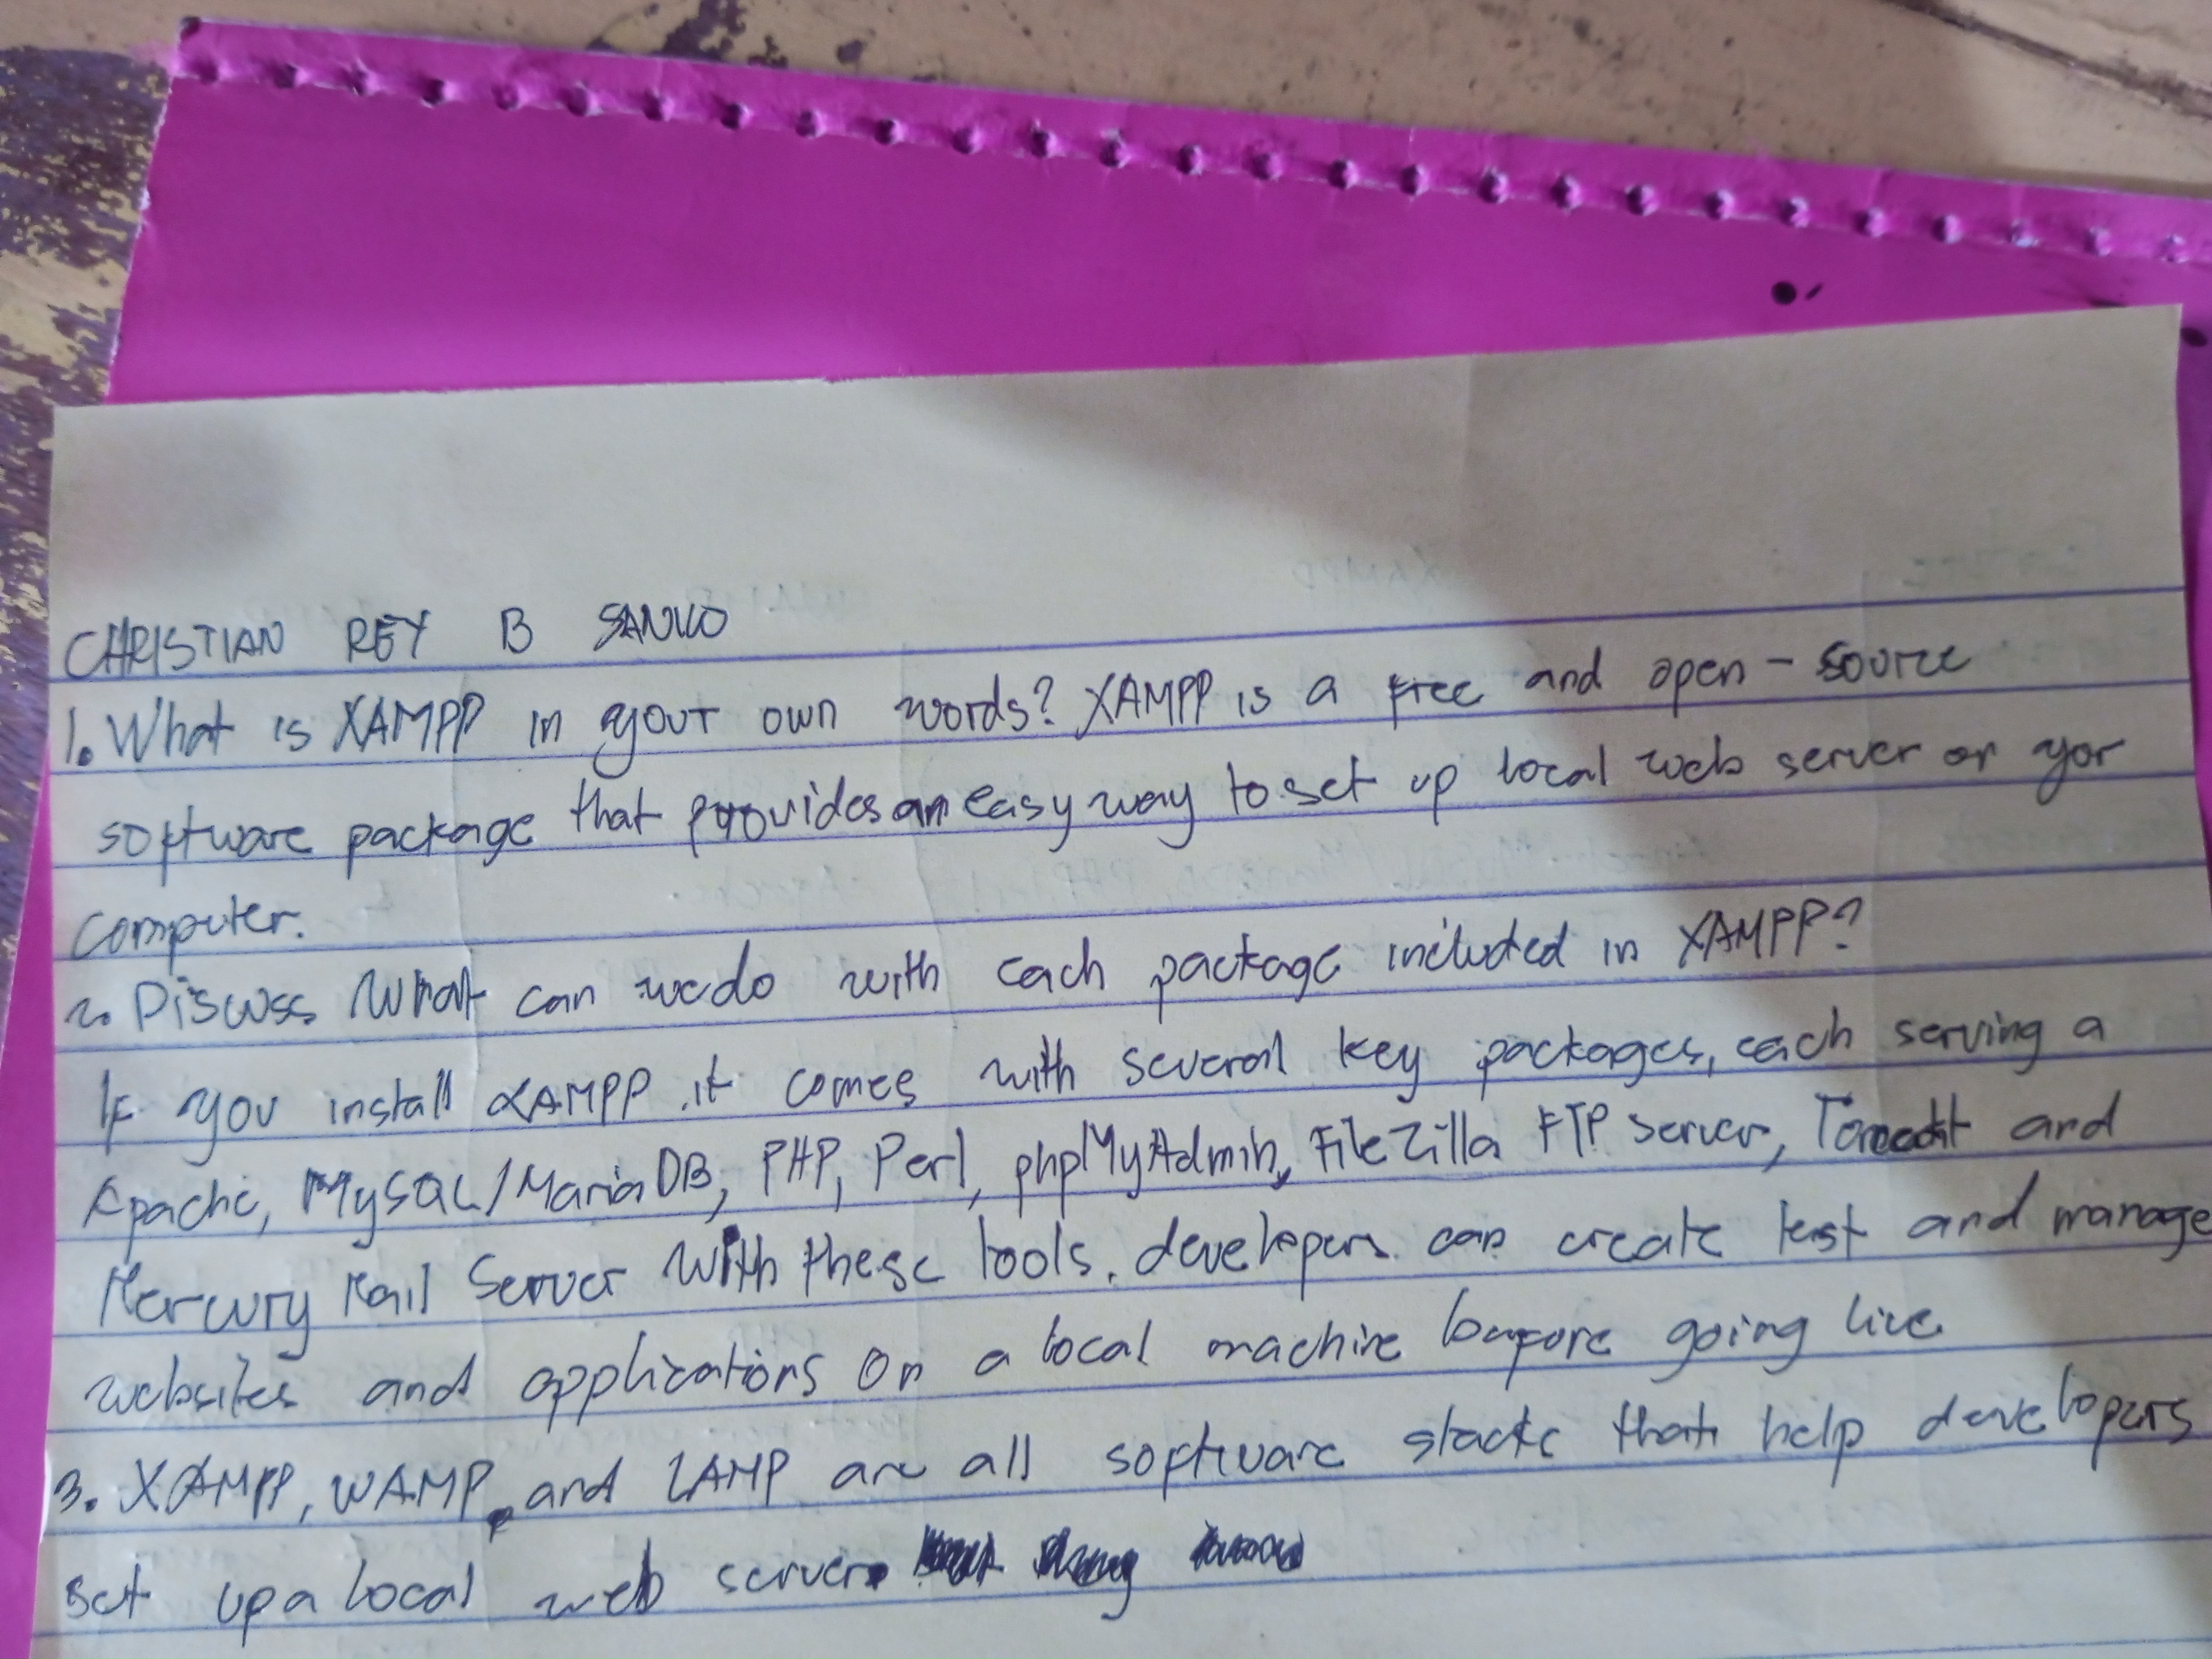 CHRISTIAN REY B SANKO
1. What is XAMPP in your own words? XAMPP is a free and open-source
software package that provides an easy way to set up local web server on yor
computer.
2. Discuss What can we do with each package included in XAMPP?
If you install XAMPP, it comes with several key packages, each serving a
Apache, MySQL/MariaDB, PHP, Perl, phpMyAdmin, FileZilla FTP Server, and
Mercury Mail Server With these tools, developers can create test and manage
websites and applications on a local machine before going live
3. XAMPP, WAMP, and LAMP are all software stacks that help developers
set up a local web server.